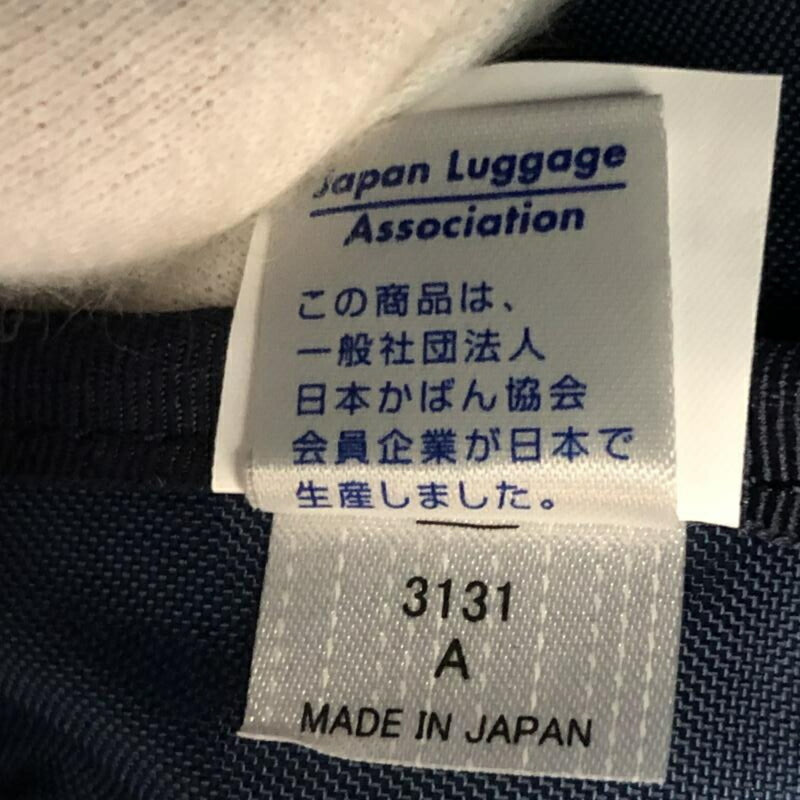 Japan Luggage
Association
この商品は、
一般社団法人
日本かばん協会
会員企業が日本で
生産しました。
3131
A
MADE IN JAPAN